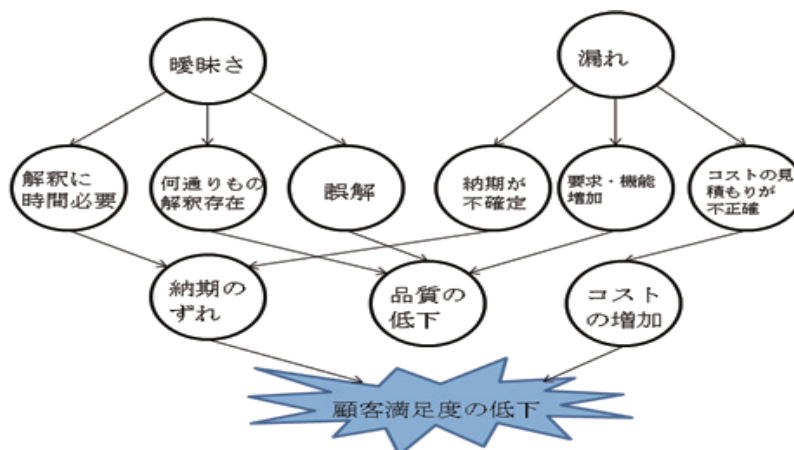 曖昧さ
漏れ
解釈に
時間必要
何通りもの
解釈存在
誤解
納期が
不確定
要求・機能
増加
コストの見
積もりが
不正確
納期の
ずれ
品質の
低下
コスト
の増加
顧客満足度の低下